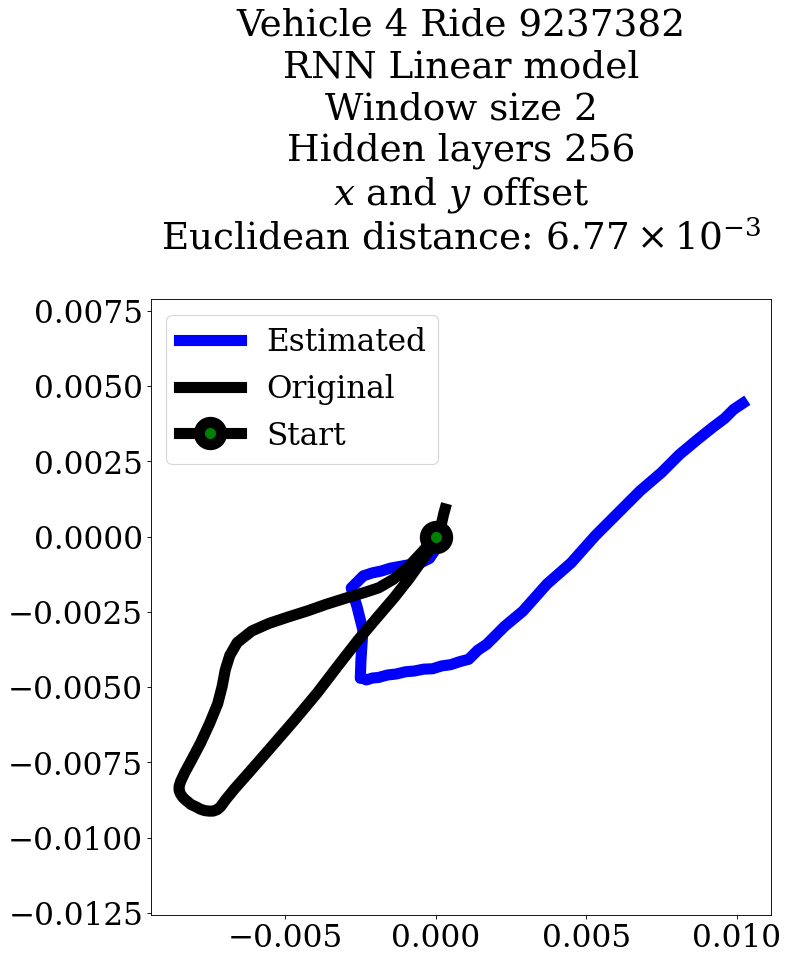 Vehicle 4 Ride 9237382
RNN Linear model
Window size 2
Hidden layers 256
x and y offset
Euclidean distance: 6.77 × 10⁻³
0.0075
0.0050
0.0025
0.0000
−0.0025
−0.0050
−0.0075
−0.0100
−0.0125
Estimated
Original
Start
−0.005 0.000 0.005 0.010